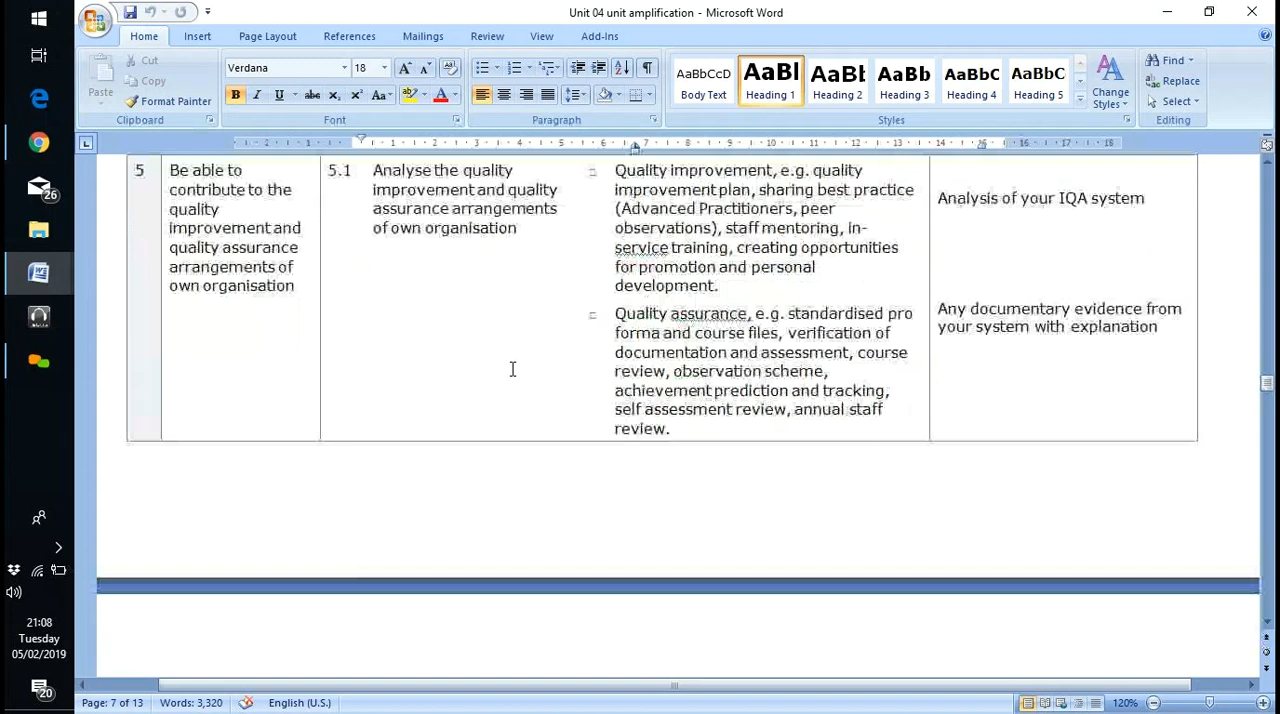 Unit 04 unit amplification - Microsoft Word
Home Insert Page Layout References Mailings Review View Add-Ins
Cut
Copy
Format Painter
Paste
Clipboard
Verdana 18
Font
Paragraph
AaBbCcD AaBl AaBb AaBb AaBbC AaBbC
Body Text Heading 1 Heading 2 Heading 3 Heading 4 Heading 5
Change
Styles
Styles
Find
Replace
Select
Editing
5
Be able to
contribute to the
quality
improvement and
quality assurance
arrangements of
own organisation
5.1
Analyse the quality
improvement and quality
assurance arrangements
of own organisation
Quality improvement, e.g. quality
improvement plan, sharing best practice
(Advanced Practitioners, peer
observations), staff mentoring, in-
service training, creating opportunities
for promotion and personal
development.
Quality assurance, e.g. standardised pro
forma and course files, verification of
documentation and assessment, course
review, observation scheme,
achievement prediction and tracking,
self assessment review, annual staff
review.
Analysis of your IQA system
Any documentary evidence from
your system with explanation
26
21:08
Tuesday
05/02/2019
20
Page: 7 of 13 Words: 3,320 English (U.S.) 120%